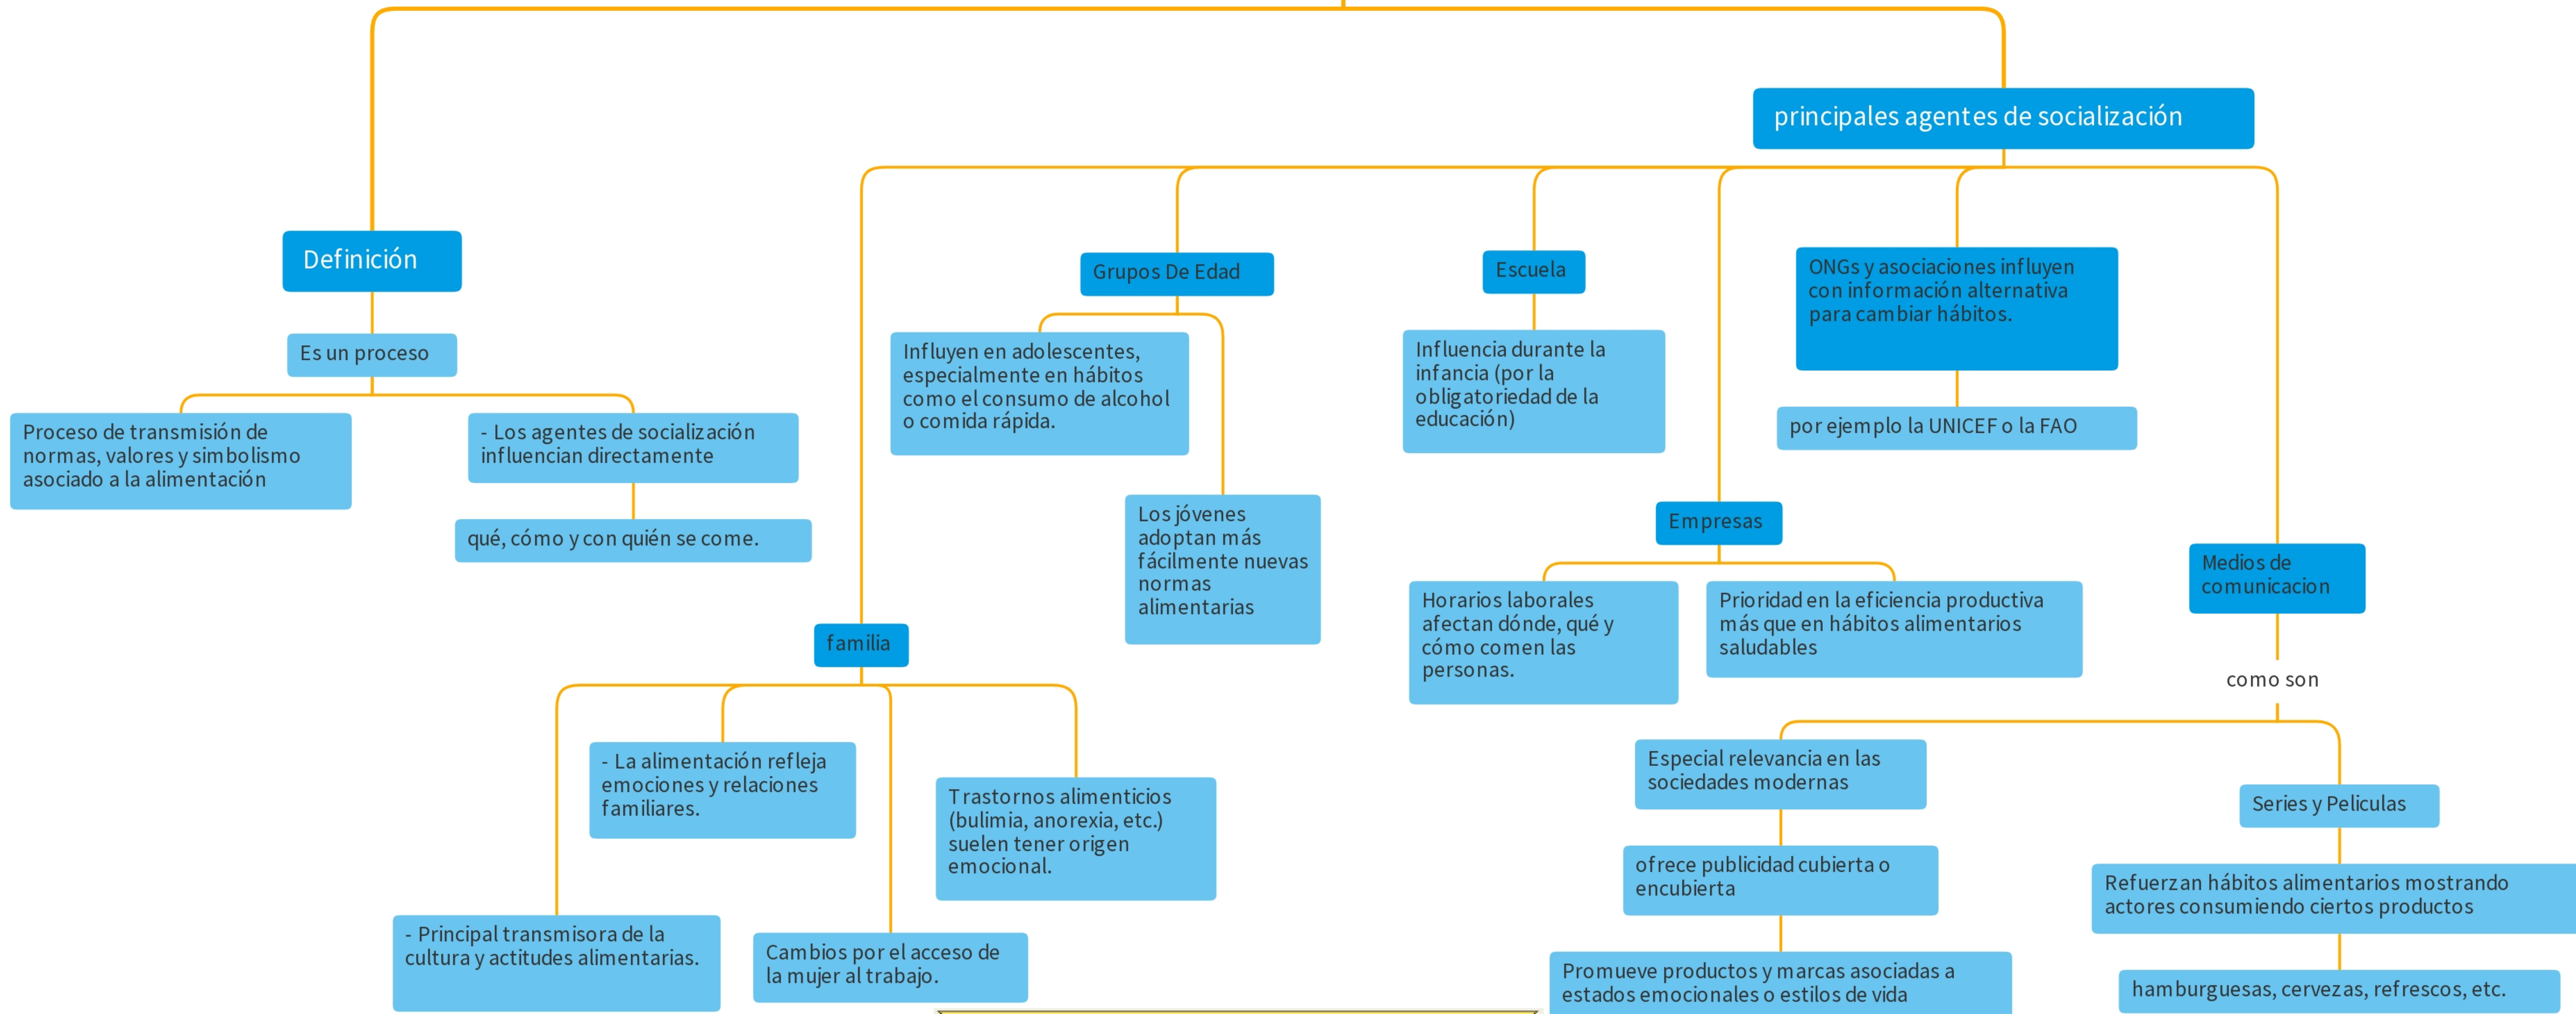 principales agentes de socialización
Definición
Es un proceso
Proceso de transmisión de
normas, valores y simbolismo
asociado a la alimentación
- Los agentes de socialización
influencian directamente
qué, cómo y con quién se come.
familia
- Principal transmisora de la
cultura y actitudes alimentarias.
- La alimentación refleja
emociones y relaciones
familiares.
Cambios por el acceso de
la mujer al trabajo.
Trastornos alimenticios
(bulimia, anorexia, etc.)
suelen tener origen
emocional.
Grupos De Edad
Influyen en adolescentes,
especialmente en hábitos
como el consumo de alcohol
o comida rápida.
Los jóvenes
adoptan más
fácilmente nuevas
normas
alimentarias
Escuela
Influencia durante la
infancia (por la
obligatoriedad de la
educación)
Empresas
Horarios laborales
afectan dónde, qué y
cómo comen las
personas.
Prioridad en la eficiencia productiva
más que en hábitos alimentarios
saludables
ONGs y asociaciones influyen
con información alternativa
para cambiar hábitos.
por ejemplo la UNICEF o la FAO
Medios de
comunicacion
como son
Especial relevancia en las
sociedades modernas
ofrece publicidad cubierta o
encubierta
Promueve productos y marcas asociadas a
estados emocionales o estilos de vida
Series y Peliculas
Refuerzan hábitos alimentarios mostrando
actores consumiendo ciertos productos
hamburguesas, cervezas, refrescos, etc.